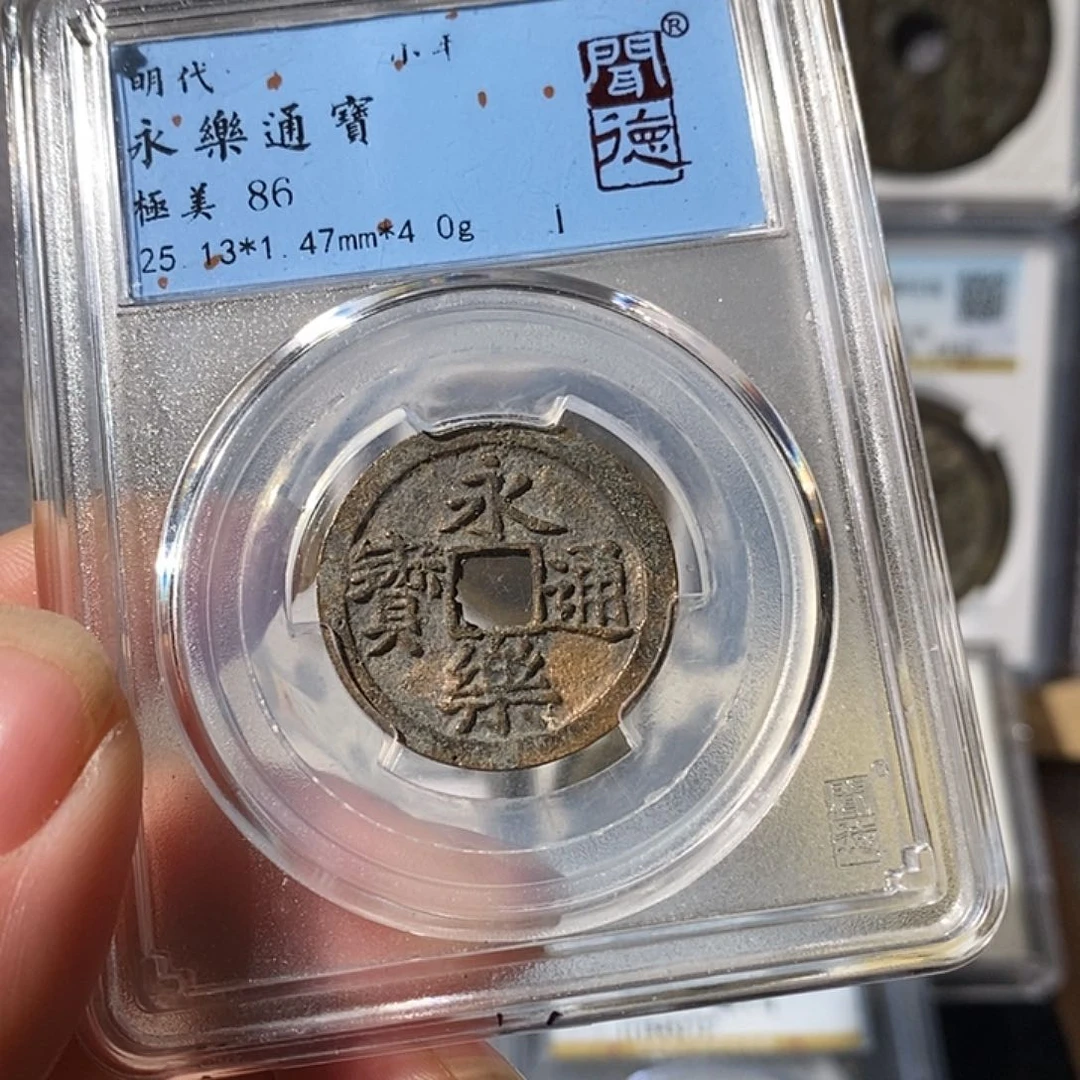 明代 小平
永樂通寶
極美 86
25.13*1.47mm*4.0g
聞德®
永樂通寶